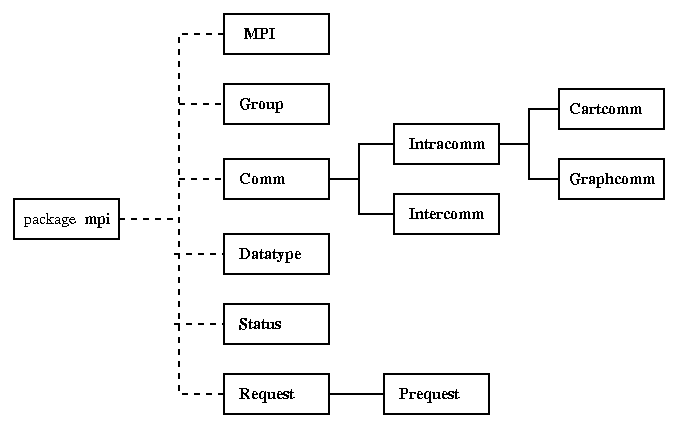 MPI
Group
Cartcomm
Intracomm
Comm
Graphcomm
package mpi
Intercomm
Datatype
Status
Request
Prequest